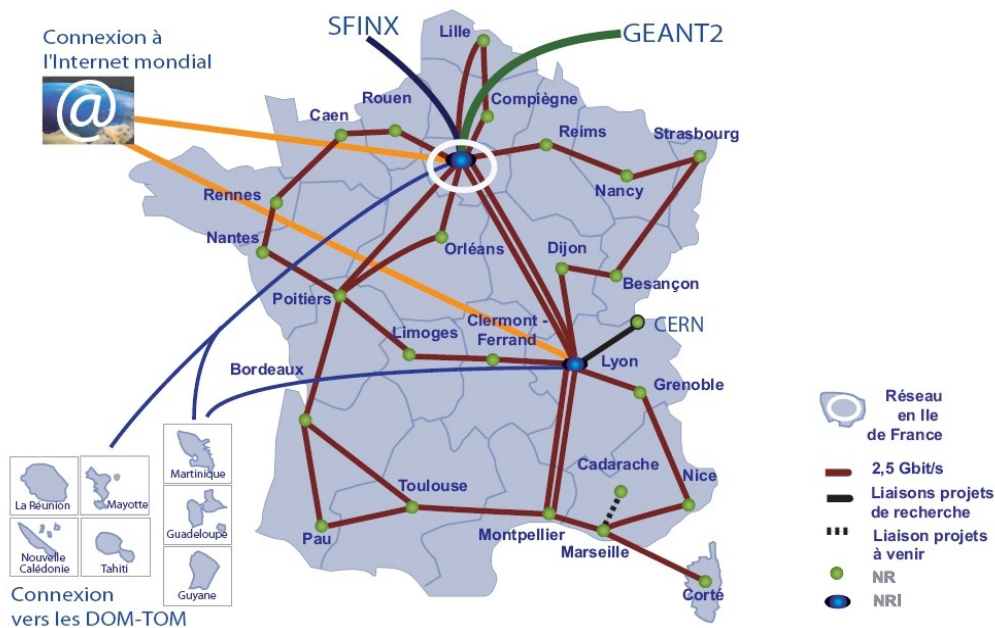 SFINX
GEANT2
Connexion à
l'Internet mondial
@
Lille
Compiègne
Rouen
Caen
Reims
Strasbourg
Nancy
Rennes
Nantes
Orléans
Dijon
Besançon
Poitiers
Limoges
Clermont -
Ferrand
CERN
Lyon
Bordeaux
Grenoble
Cadarache
Nice
Toulouse
Pau
Montpellier
Marseille
Corté
La Réunion
Mayotte
Nouvelle
Calédonie
Tahiti
Martinique
Guadeloupe
Guyane
Connexion
vers les DOM-TOM
Réseau
en Ile
de France
2,5 Gbit/s
Liaisons projets
de recherche
Liaison projets
à venir
NR
NRI